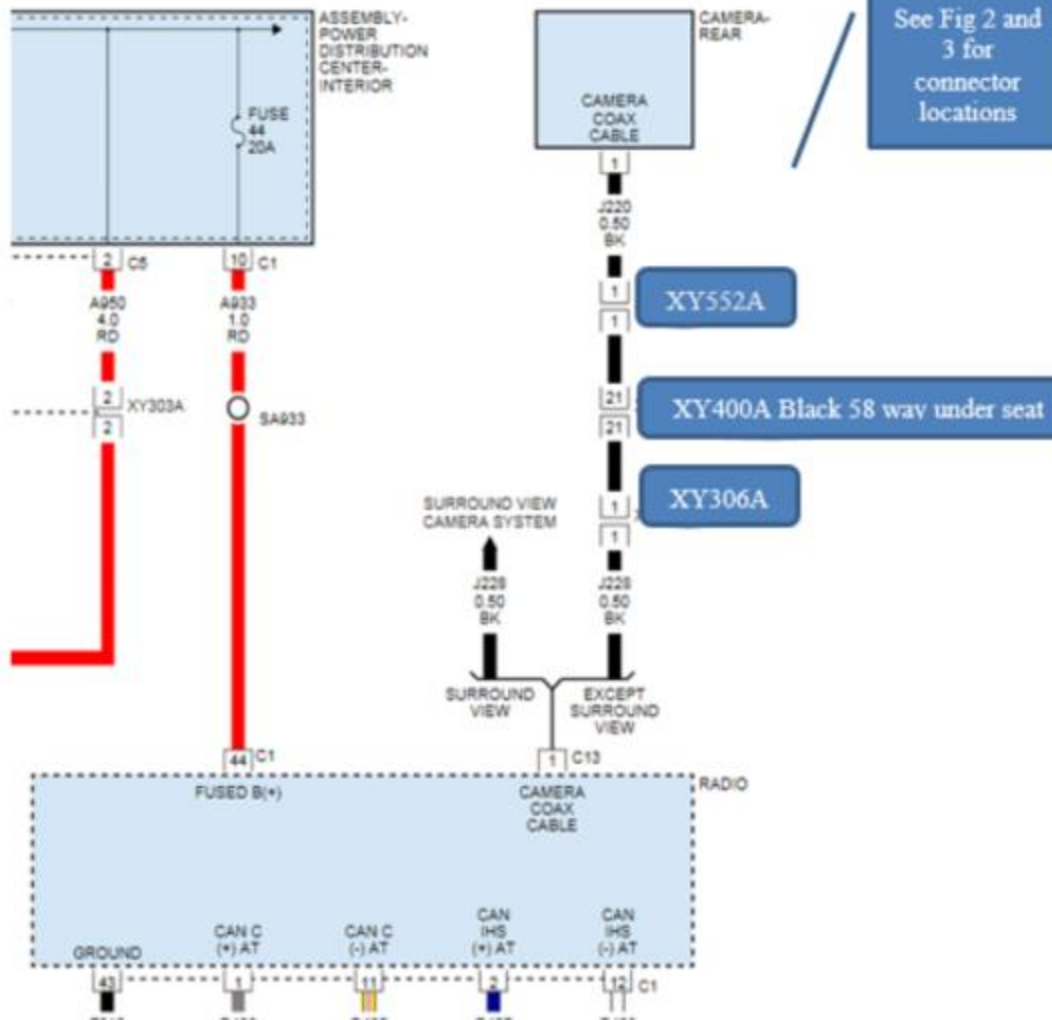 ASSEMBLY-
POWER
DISTRIBUTION
CENTER-
INTERIOR
CAMERA-
REAR
See Fig 2 and
3 for
connector
locations
FUSE
44
20A
CAMERA
COAX
CABLE
1
J220
0.50
BK
2 C6
10 C1
A950
4.0
RD
A933
1.0
RD
1
XY552A
1
2
XY303A
2
SA933
21
XY400A Black 58 way under seat
21
1
XY306A
1
SURROUND VIEW
CAMERA SYSTEM
J228
0.50
BK
J228
0.50
BK
SURROUND
VIEW
EXCEPT
SURROUND
VIEW
44 C1
1 C13
RADIO
FUSED B(+)
CAMERA
COAX
CABLE
GROUND
CAN C
(+) AT
CAN C
(-) AT
CAN
IHS
(+) AT
CAN
IHS
(-) AT
43
1
11
2
12 C1